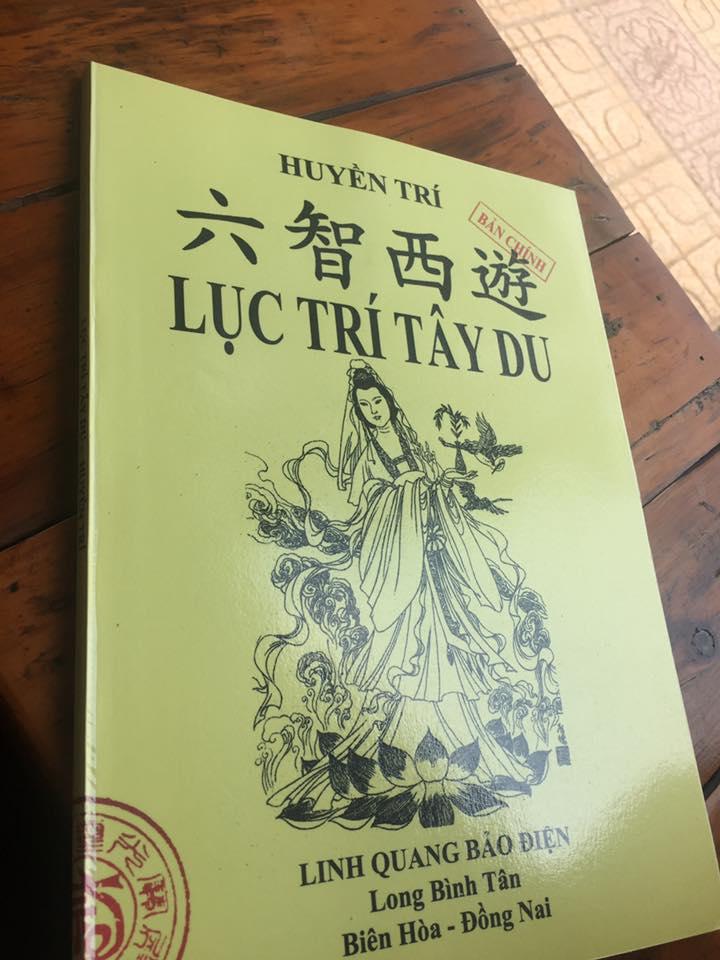 HUYỀN TRÍ
六智西遊
BẢN CHÍNH
LỤC TRÍ TÂY DU
LINH QUANG BẢO ĐIỆN
Long Bình Tân
Biên Hòa - Đồng Nai